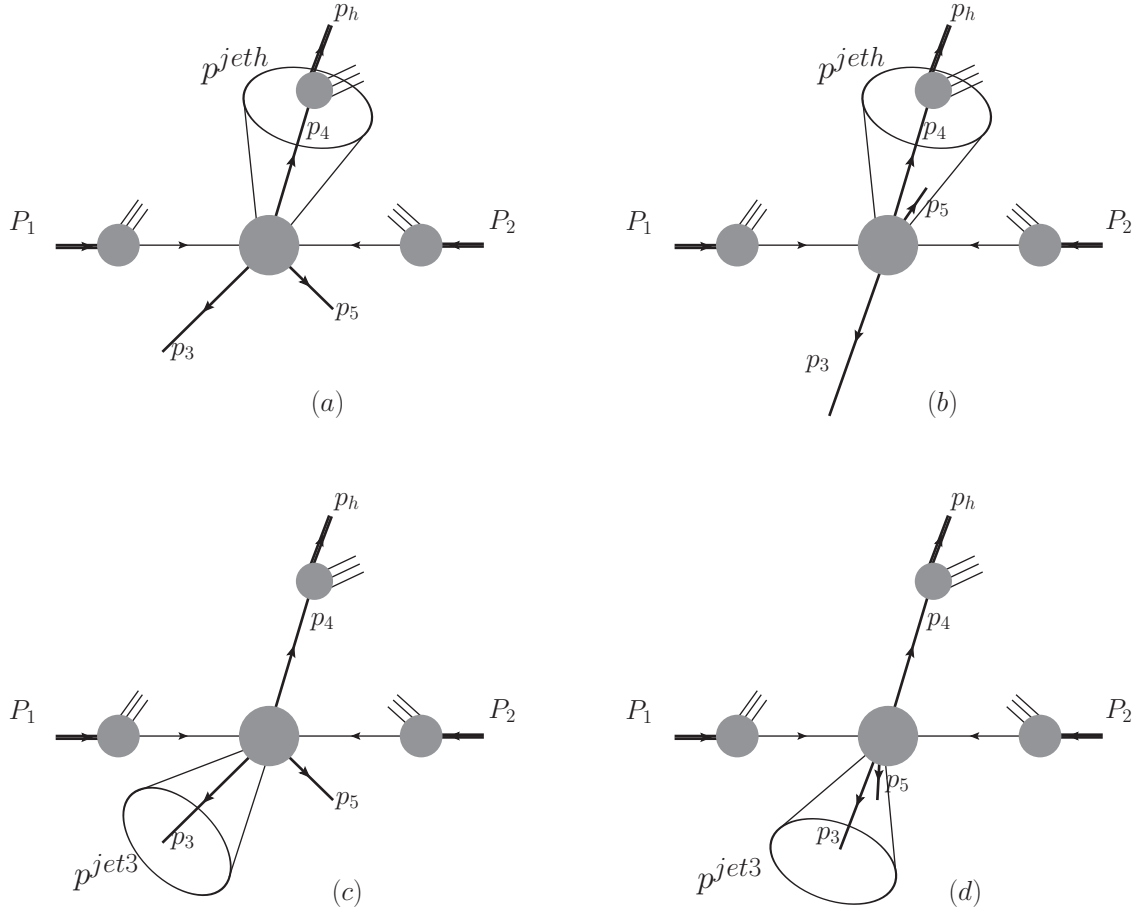 p_h p_h
p^{jeth} p^{jeth}
p_4 p_4
P_1 P_2 P_1 p_5 P_2
p_5
p_3 p_3
(a) (b)
p_h p_h
p_4 p_4
P_1 P_2 P_1 P_2
p_5 p_5
p_3 p_3
p^{jet3} p^{jet3}
(c) (d)